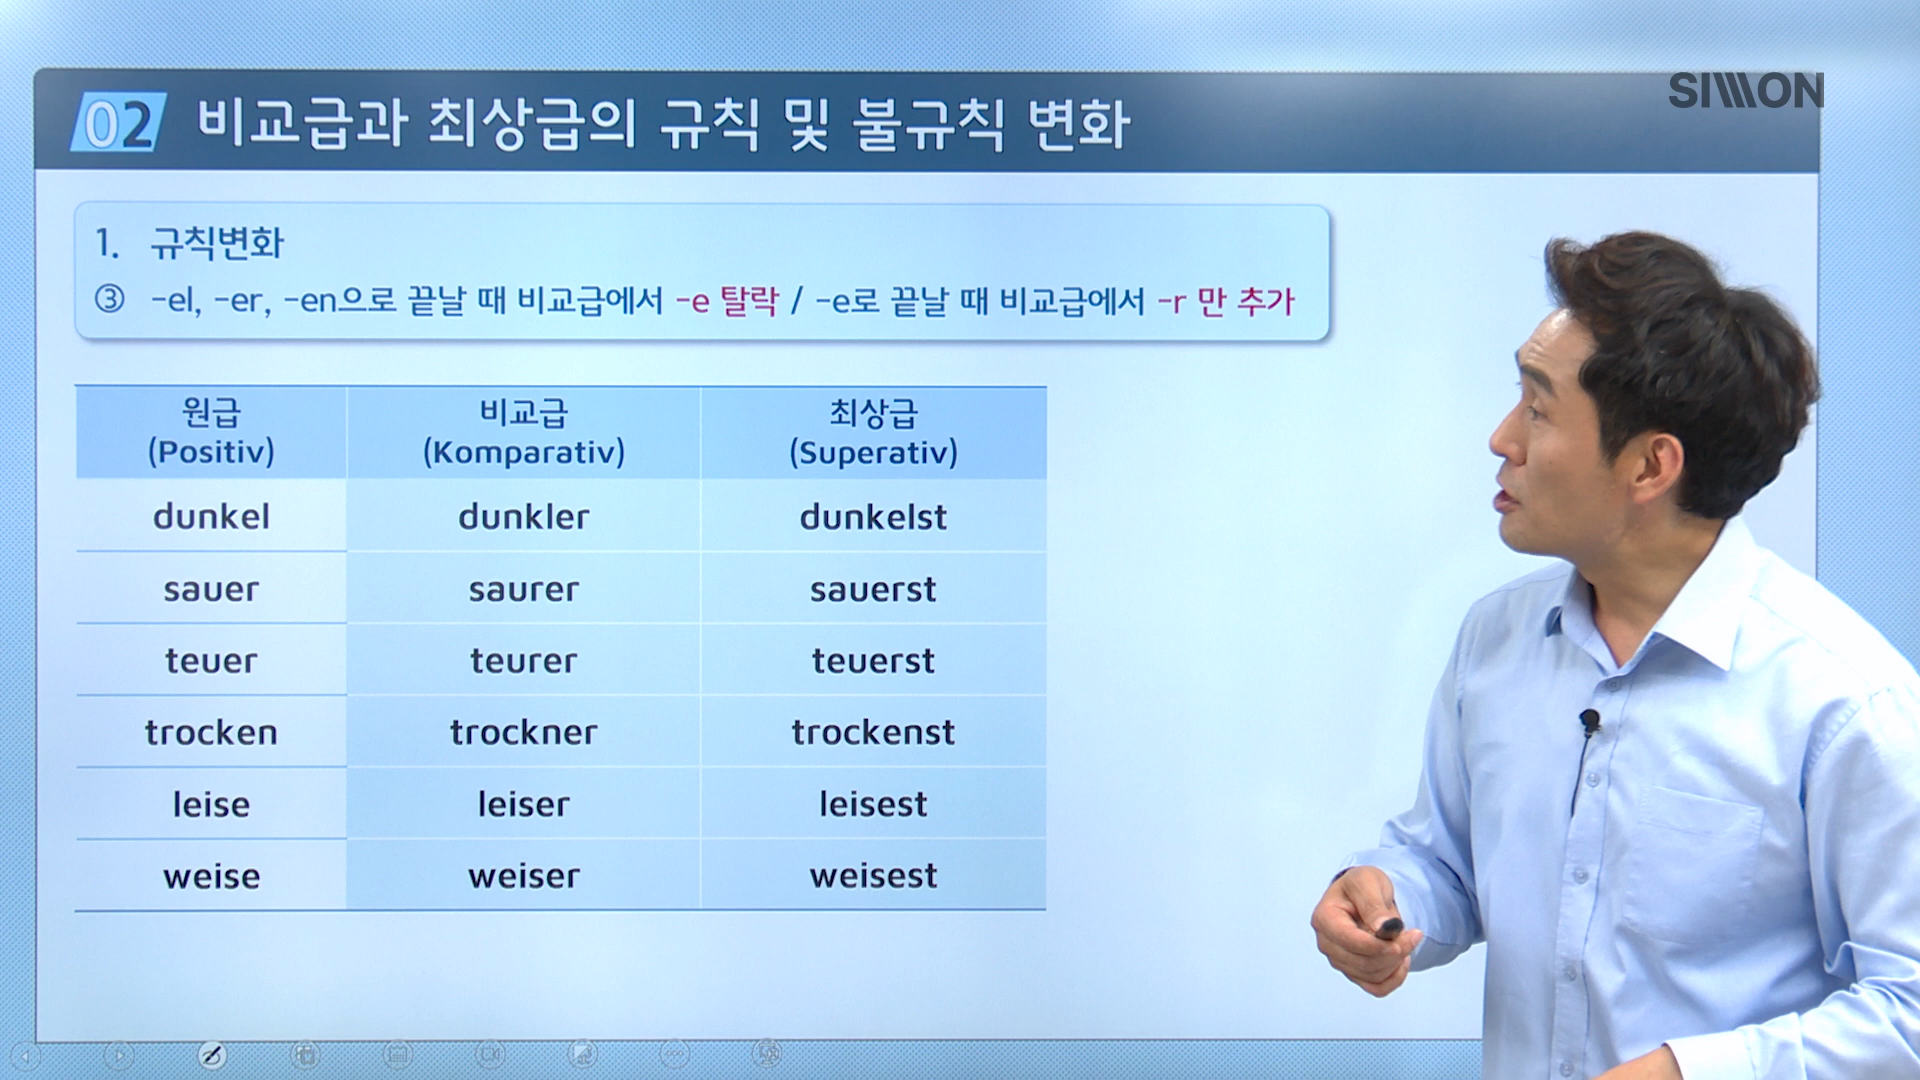 SIMON
02 비교급과 최상급의 규칙 및 불규칙 변화
1. 규칙변화
③ -el, -er, -en으로 끝날 때 비교급에서 -e 탈락 / -e로 끝날 때 비교급에서 -r 만 추가
원급 비교급 최상급
(Positiv) (Komparativ) (Superativ)
dunkel dunkler dunkelst
sauer saurer sauerst
teuer teurer teuerst
trocken trockner trockenst
leise leiser leisest
weise weiser weisest